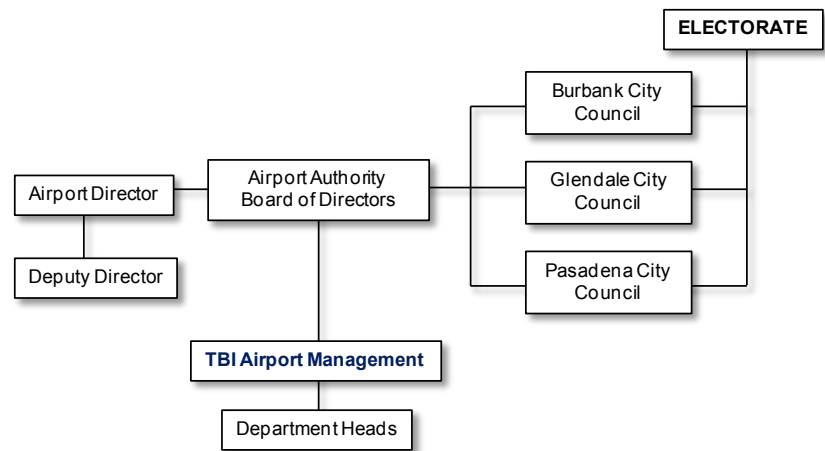 ELECTORATE
Burbank City
Council
Airport Authority
Board of Directors
Glendale City
Council
Airport Director
Pasadena City
Council
Deputy Director
TBI Airport Management
Department Heads